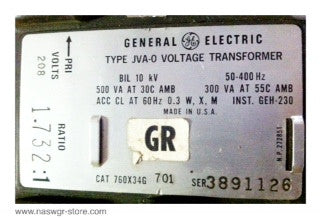 GENERAL GE ELECTRIC
TYPE JVA-0 VOLTAGE TRANSFORMER
BIL 10 kV 50-400 Hz
500 VA AT 30C AMB 300 VA AT 55C AMB
ACC CL AT 60Hz 0.3 W, X, M INST. GEH-230
MADE IN U.S.A.
GR
CAT 760X34G 701 SER 3891126
PRI
VOLTS
208
RATIO
1.732:1
www.naswgr-store.com